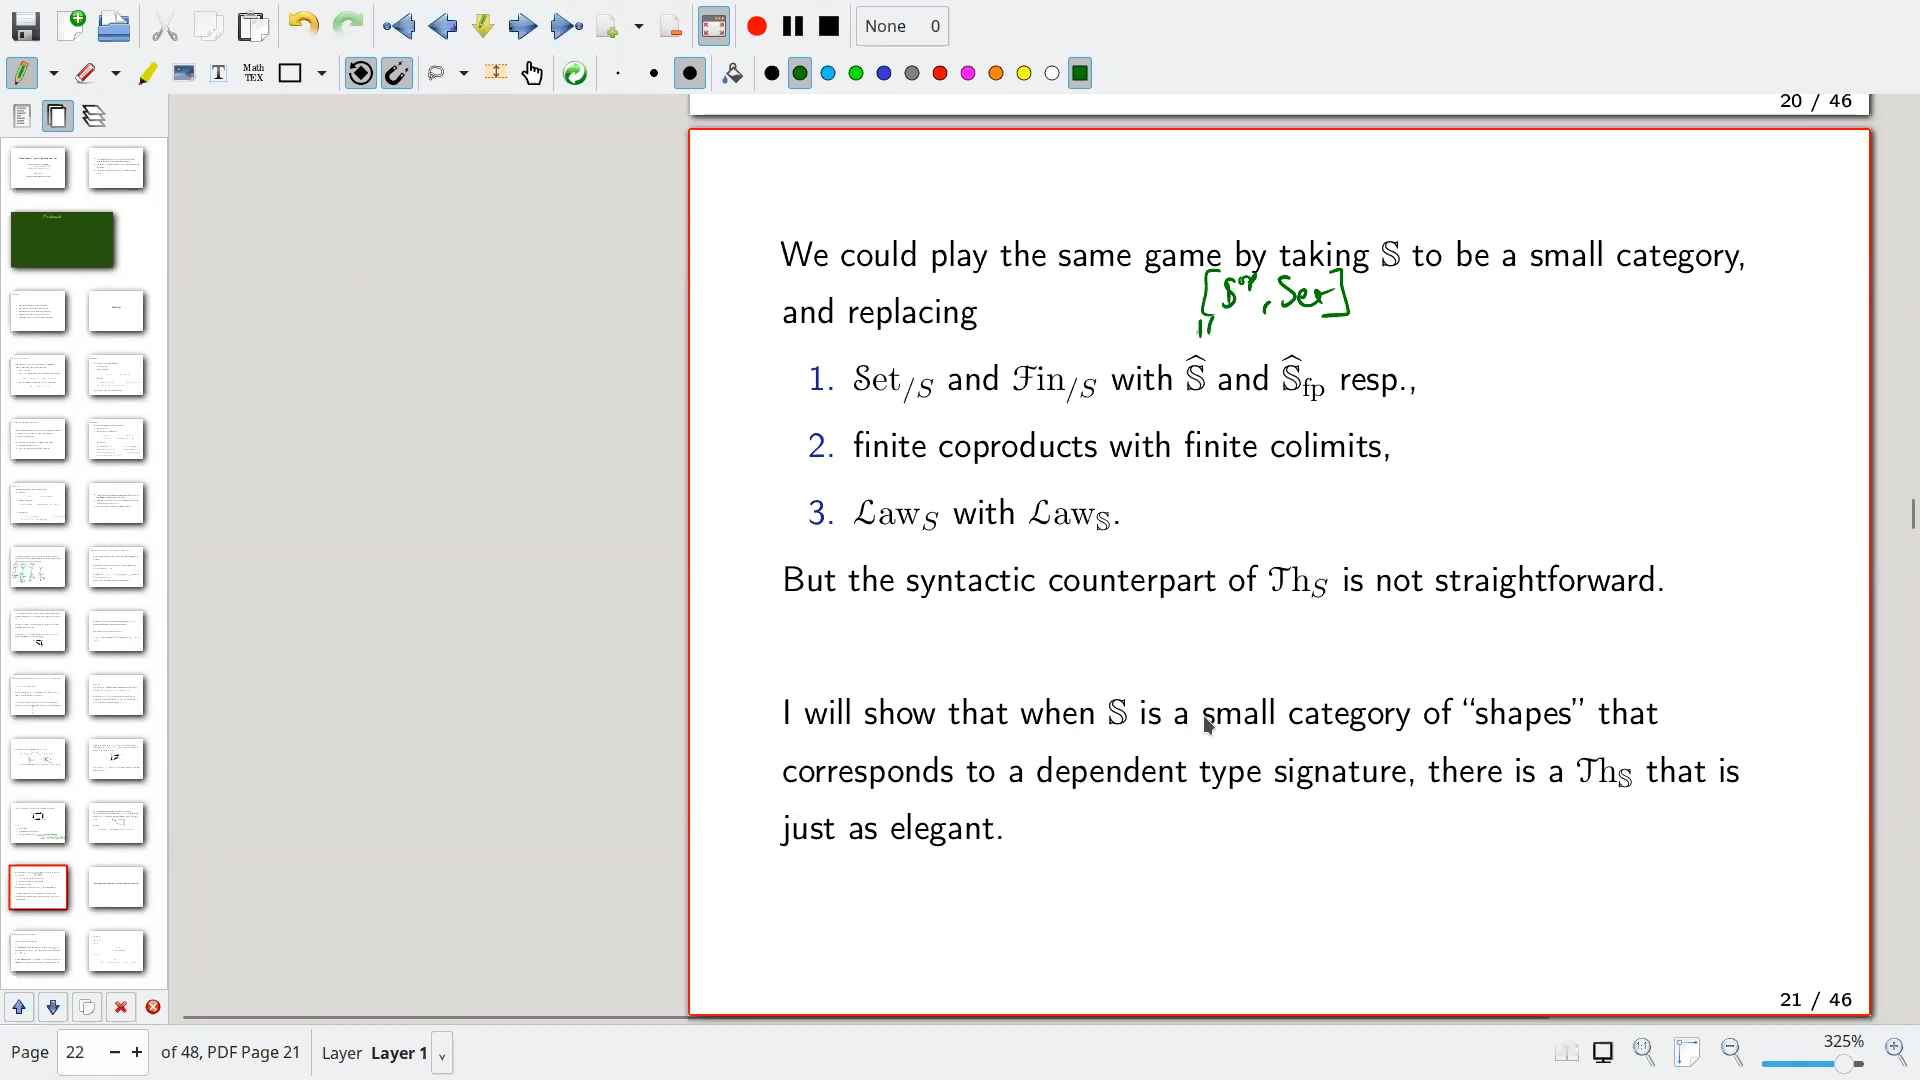 None 0
T
Math
TEX
20 / 46
We could play the same game by taking 𝕊 to be a small category,
[𝕊ᵒᵖ, Set]
and replacing
1. Set/S and Fin/S with 𝕊̂ and 𝕊̂fp resp.,
2. finite coproducts with finite colimits,
3. LawS with Law𝕊.
But the syntactic counterpart of ThS is not straightforward.
I will show that when 𝕊 is a small category of “shapes” that
corresponds to a dependent type signature, there is a Th𝕊 that is
just as elegant.
21 / 46
Page 22 − + of 48, PDF Page 21 Layer Layer 1
325%